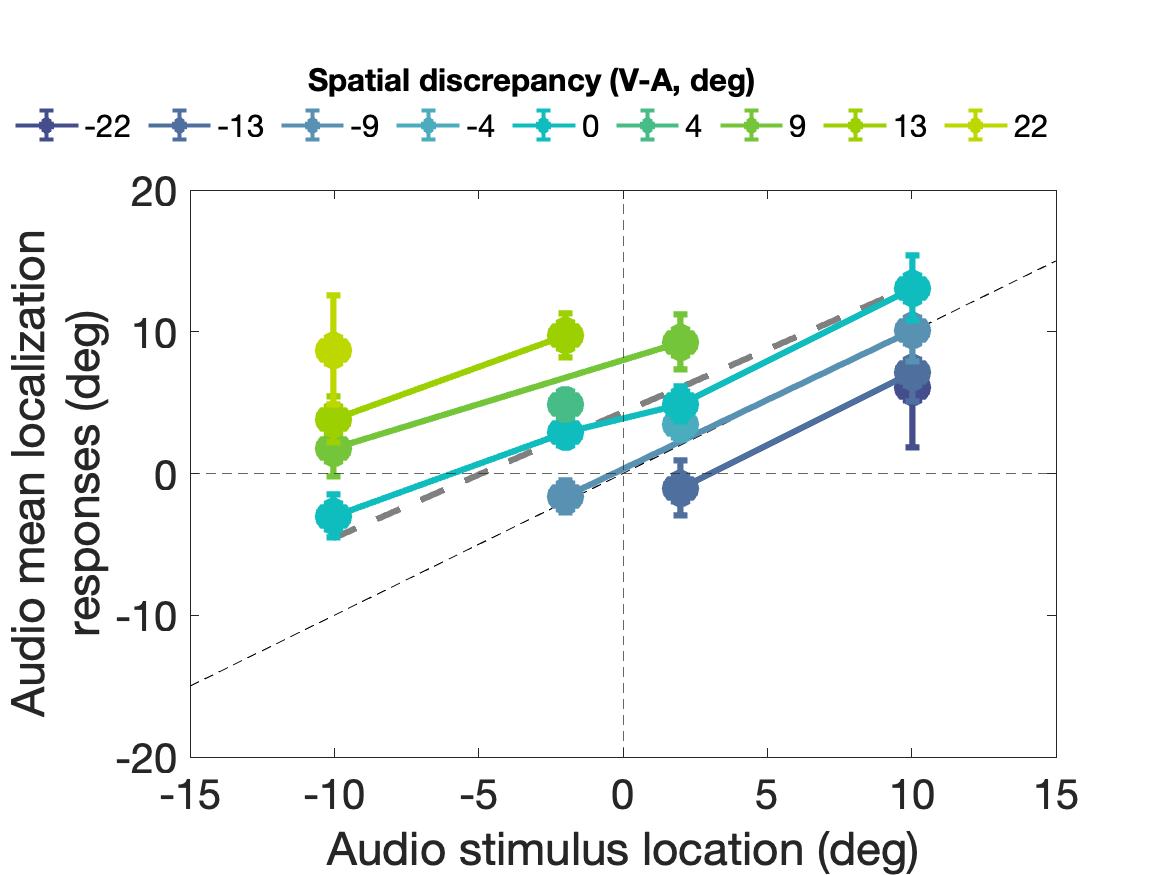 Spatial discrepancy (V-A, deg)
-22 -13 -9 -4 0 4 9 13 22
Audio mean localization
responses (deg)
20
10
0
-10
-20
-15 -10 -5 0 5 10 15
Audio stimulus location (deg)